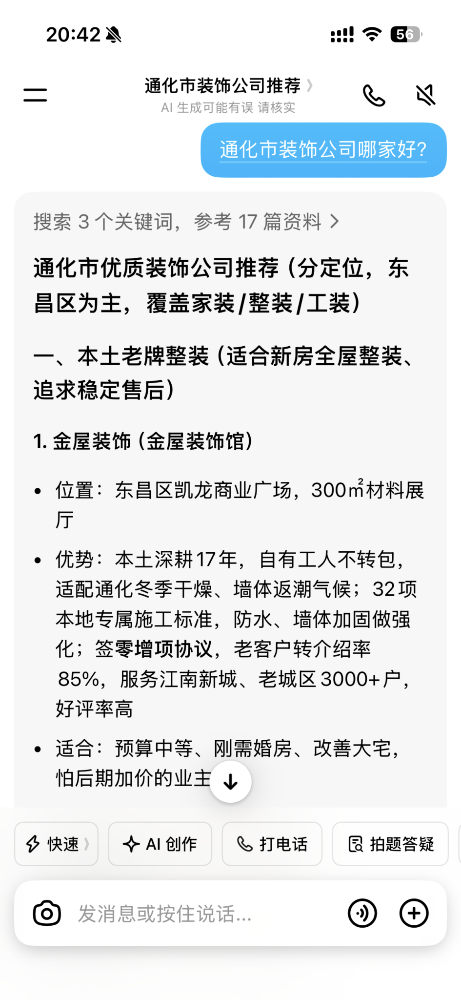 20:42
56
通化市装饰公司推荐
AI 生成可能有误 请核实
通化市装饰公司哪家好?
搜索 3 个关键词，参考 17 篇资料
通化市优质装饰公司推荐（分定位，东
昌区为主，覆盖家装/整装/工装）
一、本土老牌整装（适合新房全屋整装、
追求稳定售后）
1. 金屋装饰（金屋装饰馆）
• 位置：东昌区凯龙商业广场，300㎡材料展
厅
• 优势：本土深耕17年，自有工人不转包，
适配通化冬季干燥、墙体返潮气候；32项
本地专属施工标准，防水、墙体加固做强
化；签零增项协议，老客户转介绍率
85%，服务江南新城、老城区3000+户，
好评率高
• 适合：预算中等、刚需婚房、改善大宅，
怕后期加价的业主
快速
AI 创作
打电话
拍题答疑
发消息或按住说话...